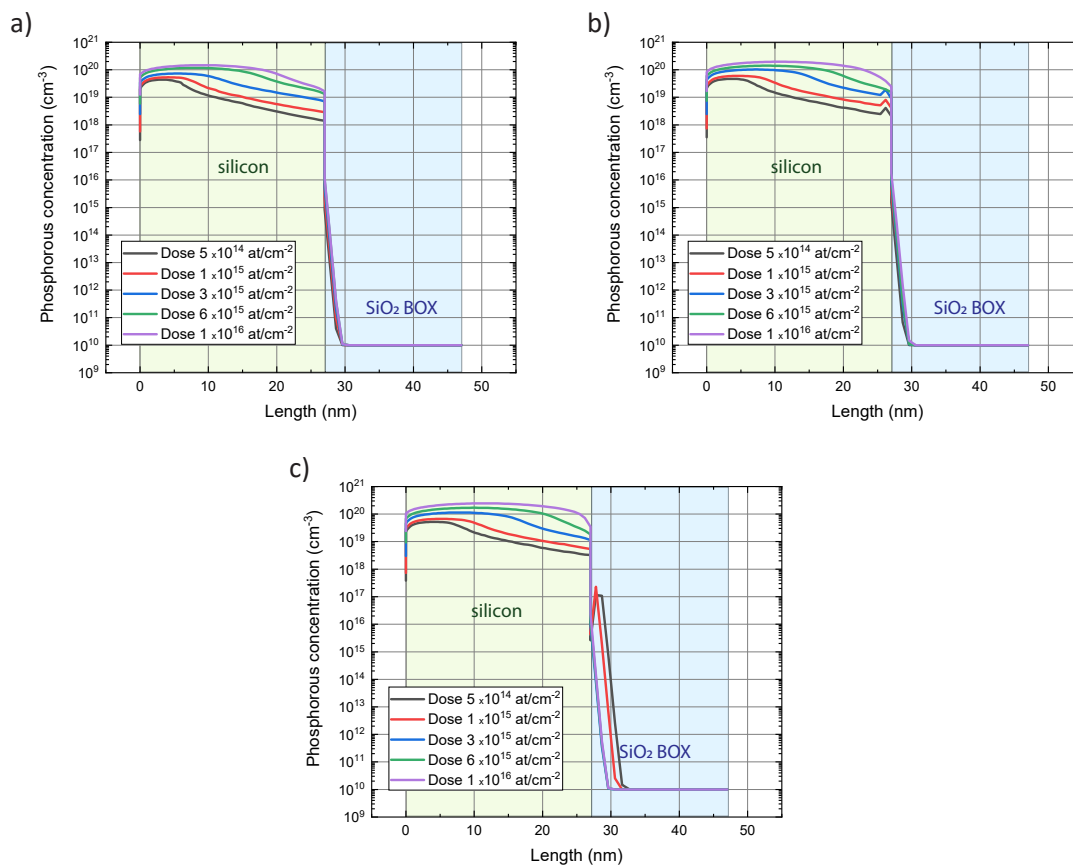 a)
Phosphorous concentration (cm⁻³)
10²¹
10²⁰
10¹⁹
10¹⁸
10¹⁷
10¹⁶
10¹⁵
10¹⁴
10¹³
10¹²
10¹¹
10¹⁰
10⁹
silicon
Dose 5 x10¹⁴ at/cm⁻²
Dose 1 x10¹⁵ at/cm⁻²
Dose 3 x10¹⁵ at/cm⁻²
Dose 6 x10¹⁵ at/cm⁻²
Dose 1 x10¹⁶ at/cm⁻²
SiO₂ BOX
0 10 20 30 40 50
Length (nm)
b)
Phosphorous concentration (cm⁻³)
10²¹
10²⁰
10¹⁹
10¹⁸
10¹⁷
10¹⁶
10¹⁵
10¹⁴
10¹³
10¹²
10¹¹
10¹⁰
10⁹
silicon
Dose 5 x10¹⁴ at/cm⁻²
Dose 1 x10¹⁵ at/cm⁻²
Dose 3 x10¹⁵ at/cm⁻²
Dose 6 x10¹⁵ at/cm⁻²
Dose 1 x10¹⁶ at/cm⁻²
SiO₂ BOX
0 10 20 30 40 50
Length (nm)
c)
Phosphorous concentration (cm⁻³)
10²¹
10²⁰
10¹⁹
10¹⁸
10¹⁷
10¹⁶
10¹⁵
10¹⁴
10¹³
10¹²
10¹¹
10¹⁰
10⁹
silicon
Dose 5 x10¹⁴ at/cm⁻²
Dose 1 x10¹⁵ at/cm⁻²
Dose 3 x10¹⁵ at/cm⁻²
Dose 6 x10¹⁵ at/cm⁻²
Dose 1 x10¹⁶ at/cm⁻²
SiO₂ BOX
0 10 20 30 40 50
Length (nm)